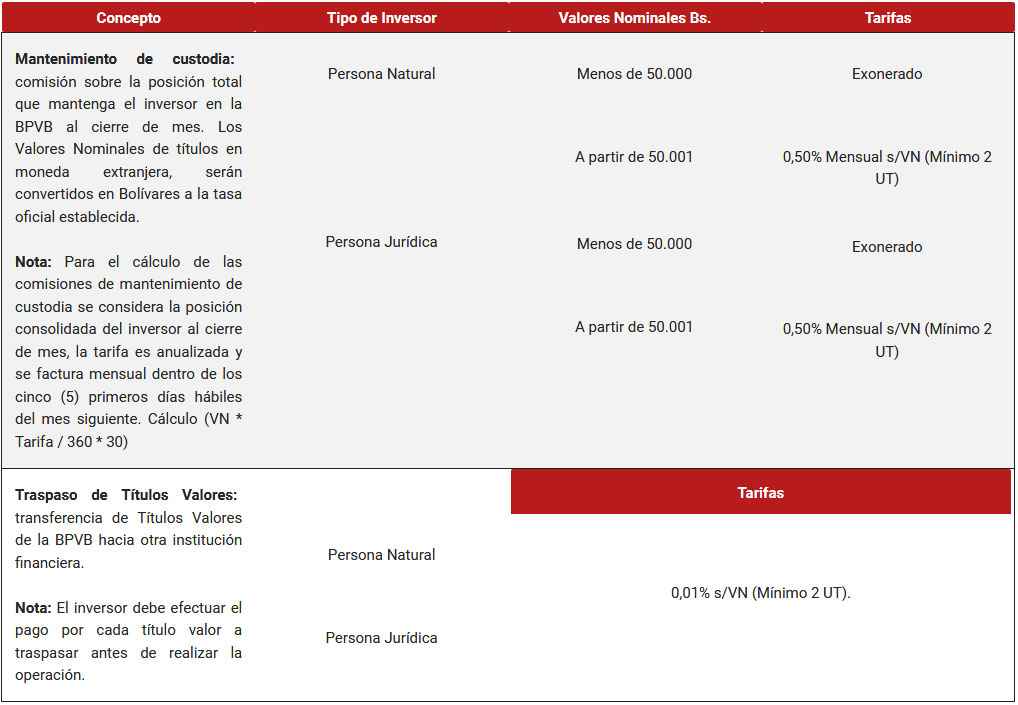 Concepto
Tipo de Inversor
Valores Nominales Bs.
Tarifas
Mantenimiento de custodia:
comisión sobre la posición total
que mantenga el inversor en la
BPVB al cierre de mes. Los
Valores Nominales de títulos en
moneda extranjera, serán
convertidos en Bolívares a la tasa
oficial establecida.
Nota: Para el cálculo de las
comisiones de mantenimiento de
custodia se considera la posición
consolidada del inversor al cierre
de mes, la tarifa es anualizada y
se factura mensual dentro de los
cinco (5) primeros días hábiles
del mes siguiente. Cálculo (VN *
Tarifa / 360 * 30)
Persona Natural
Menos de 50.000
Exonerado
A partir de 50.001
0,50% Mensual s/VN (Mínimo 2
UT)
Persona Jurídica
Menos de 50.000
Exonerado
A partir de 50.001
0,50% Mensual s/VN (Mínimo 2
UT)
Traspaso de Títulos Valores:
transferencia de Títulos Valores
de la BPVB hacia otra institución
financiera.
Nota: El inversor debe efectuar el
pago por cada título valor a
traspasar antes de realizar la
operación.
Persona Natural
Persona Jurídica
Tarifas
0,01% s/VN (Mínimo 2 UT).